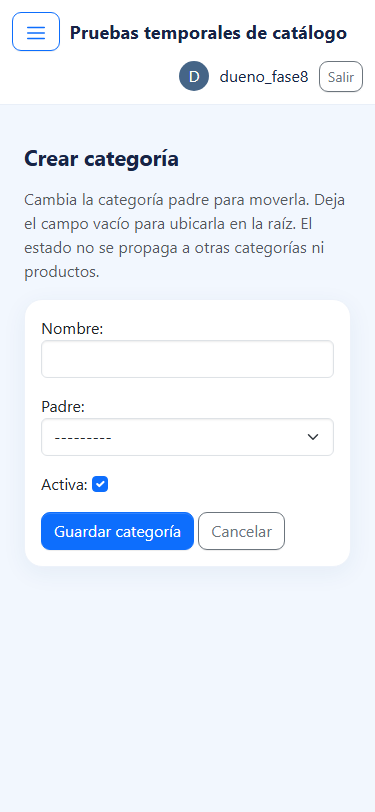 Pruebas temporales de catálogo
D dueno_fase8 Salir
Crear categoría
Cambia la categoría padre para moverla. Deja
el campo vacío para ubicarla en la raíz. El
estado no se propaga a otras categorías ni
productos.
Nombre:
Padre:
---------
Activa:
Guardar categoría Cancelar